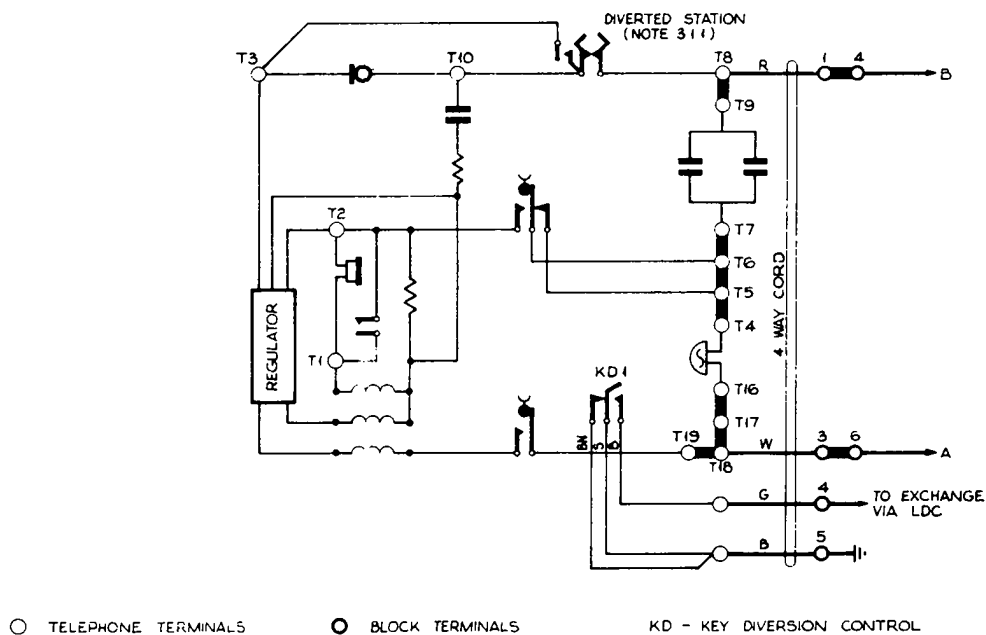 DIVERTED STATION
(NOTE 311)
T3
T10
T8
R
1 4
B
T9
T2
T7
T6
T5
T4
4 WAY CORD
REGULATOR
T1
KD1
T16
T17
BN
S
B
T19
T18
W
3 6
A
G
4
TO EXCHANGE
VIA LDC
B
5
TELEPHONE TERMINALS
BLOCK TERMINALS
KD - KEY DIVERSION CONTROL